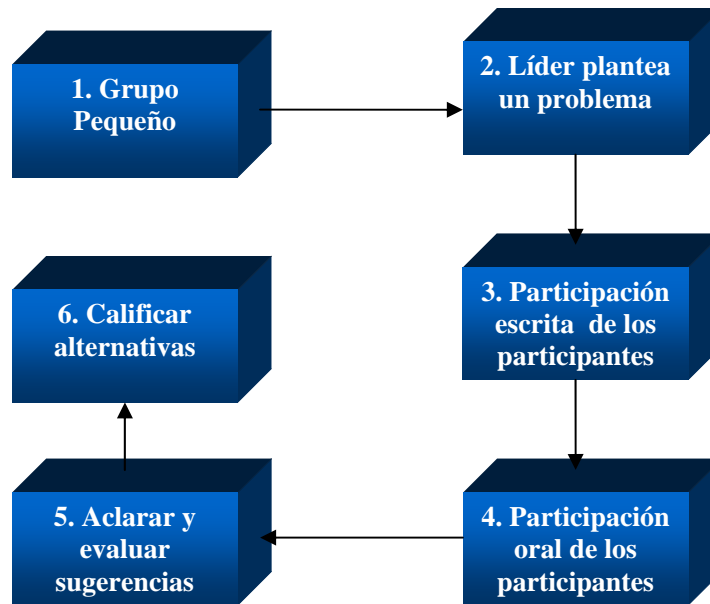 1. Grupo
Pequeño
2. Líder plantea
un problema
3. Participación
escrita de los
participantes
4. Participación
oral de los
participantes
5. Aclarar y
evaluar
sugerencias
6. Calificar
alternativas